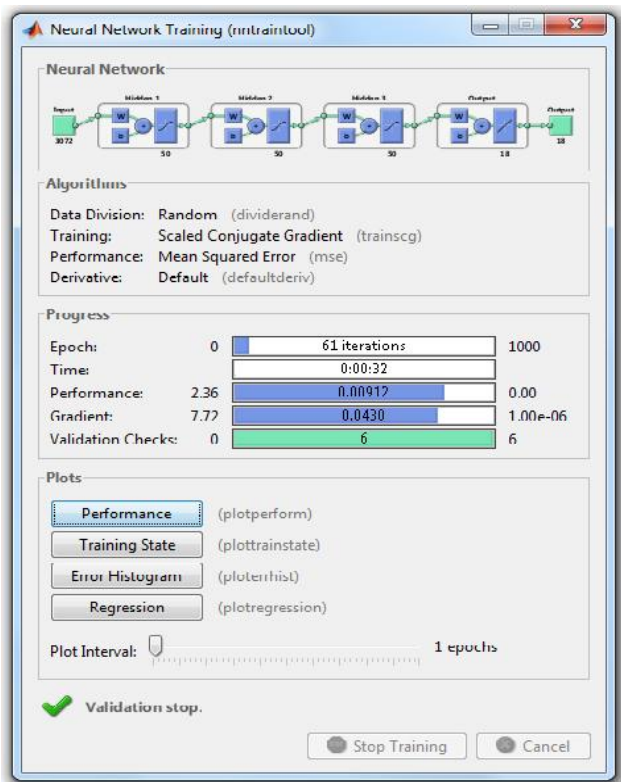 Neural Network Training (nntraintool)
Neural Network
Hidden 1 Hidden 2 Hidden 3 Output
Input Output
W W W W
b b b b
3072 50 50 50 18 18
Algorithms
Data Division: Random (dividerand)
Training: Scaled Conjugate Gradient (trainscg)
Performance: Mean Squared Error (mse)
Derivative: Default (defaultderiv)
Progress
Epoch: 0 61 iterations 1000
Time: 0:00:32
Performance: 2.36 0.00912 0.00
Gradient: 7.72 0.0430 1.00e-06
Validation Checks: 0 6 6
Plots
Performance (plotperform)
Training State (plottrainstate)
Error Histogram (ploterrhist)
Regression (plotregression)
Plot Interval: 1 epochs
Validation stop.
Stop Training Cancel